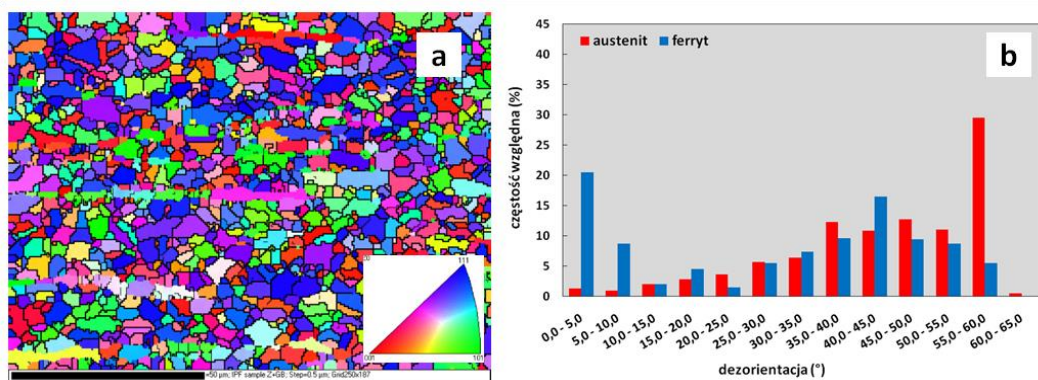 a
111
001
101
=50 µm; IPF sample Z+GB; Step=0.5 µm; Grid250x187
b
austenit
ferryt
częstość względna (%)
45
40
35
30
25
20
15
10
5
0
0,0 - 5,0
5,0 - 10,0
10,0 - 15,0
15,0 - 20,0
20,0 - 25,0
25,0 - 30,0
30,0 - 35,0
35,0 - 40,0
40,0 - 45,0
45,0 - 50,0
50,0 - 55,0
55,0 - 60,0
60,0 - 65,0
dezorientacja (°)